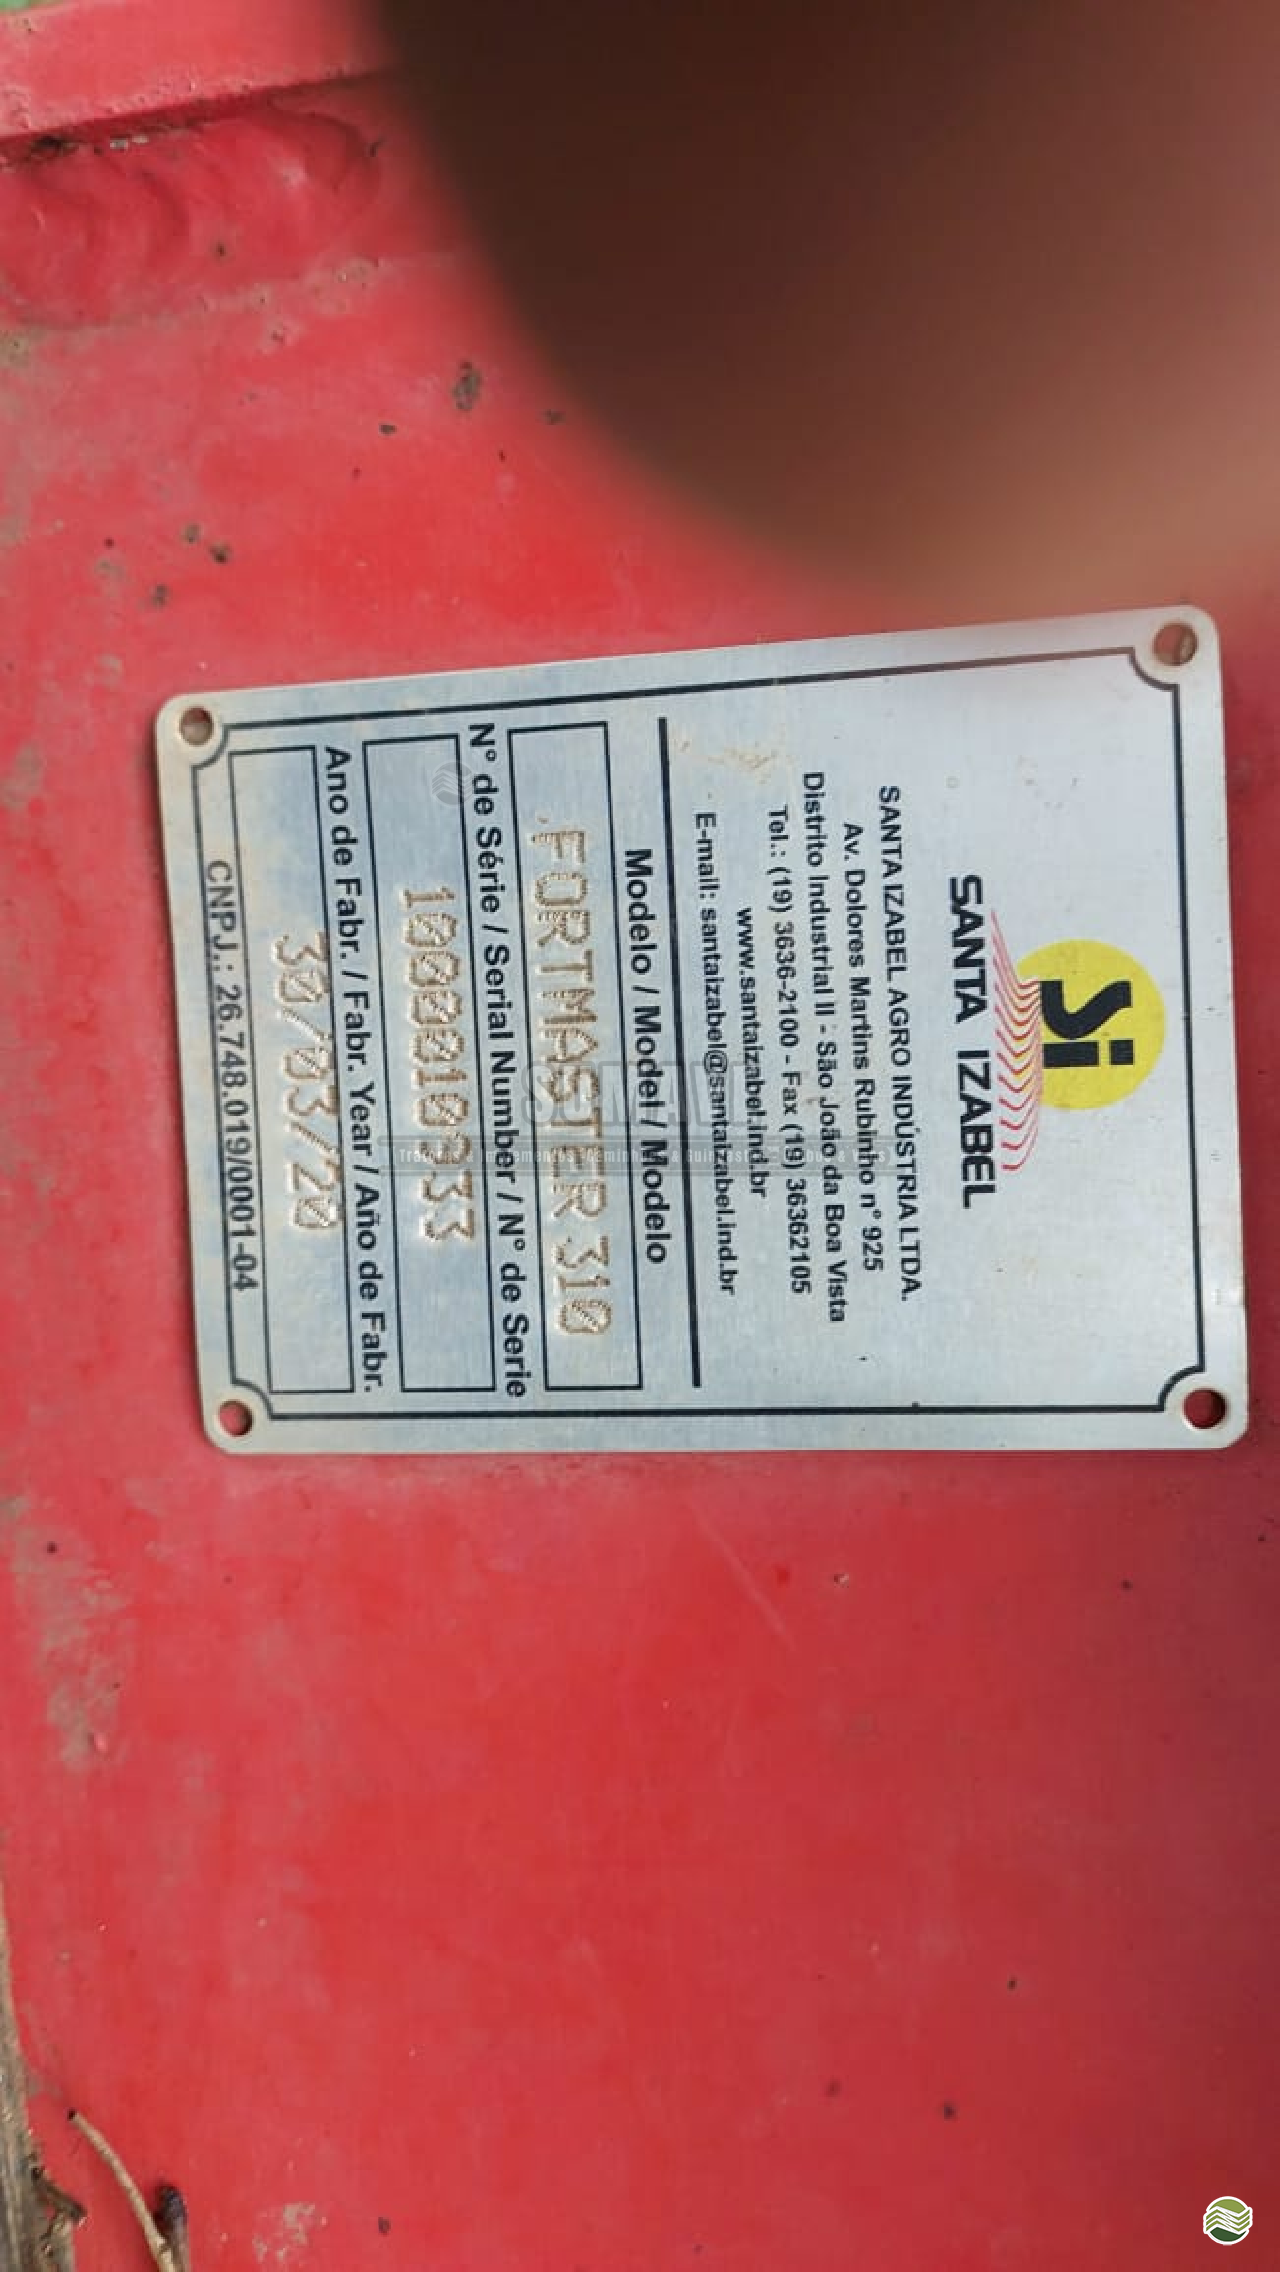 Si
SANTA IZABEL
SANTA IZABEL AGRO INDÚSTRIA LTDA.
Av. Dolores Martins Rubinho n° 925
Distrito Industrial II - São João da Boa Vista
Tel.: (19) 3636-2100 - Fax (19) 36362105
www.santaizabel.ind.br
E-mail: santaizabel@santaizabel.ind.br
Modelo / Model / Modelo
FORTMASTER 310
N° de Série / Serial Number / N° de Serie
1000010933
Ano de Fabr. / Fabr. Year / Año de Fabr.
30/03/20
CNPJ.: 26.748.019/0001-04